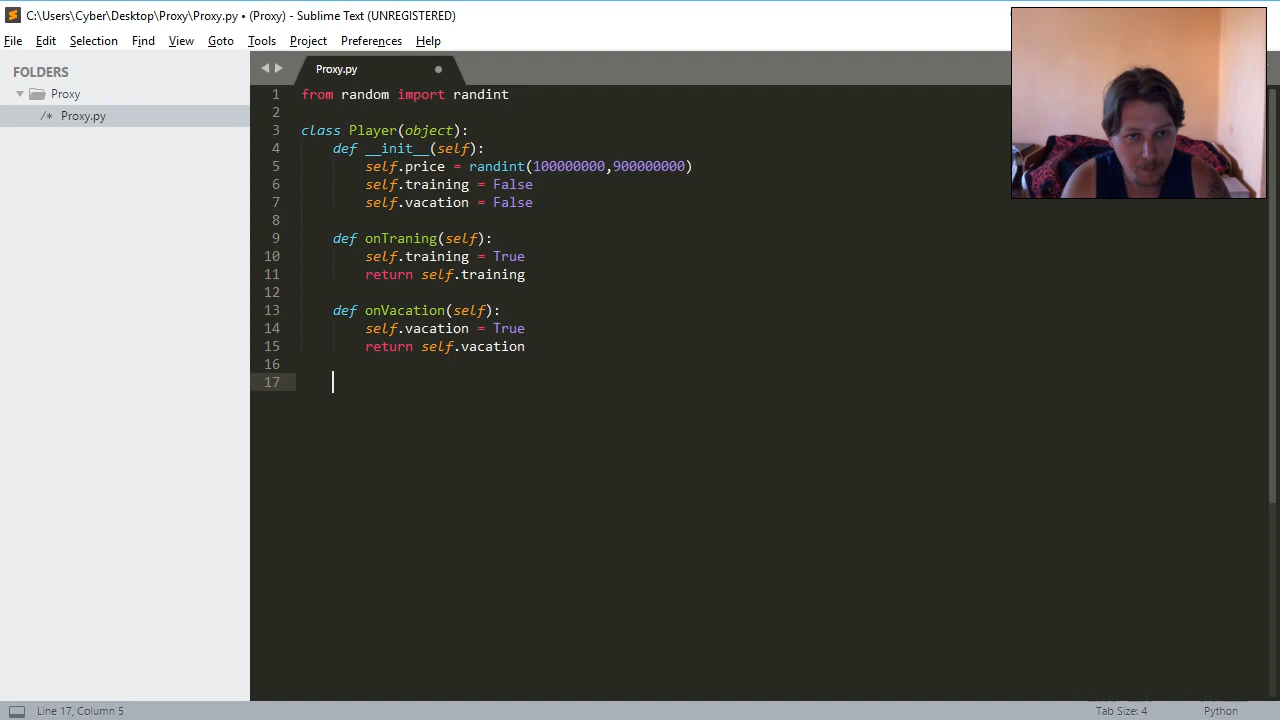 C:\Users\Cyber\Desktop\Proxy\Proxy.py • (Proxy) - Sublime Text (UNREGISTERED)
File Edit Selection Find View Goto Tools Project Preferences Help
FOLDERS
Proxy
/* Proxy.py
Proxy.py
1 from random import randint
2
3 class Player(object):
4 def __init__(self):
5 self.price = randint(100000000,900000000)
6 self.training = False
7 self.vacation = False
8
9 def onTraning(self):
10 self.training = True
11 return self.training
12
13 def onVacation(self):
14 self.vacation = True
15 return self.vacation
16
17
Line 17, Column 5
Tab Size: 4
Python